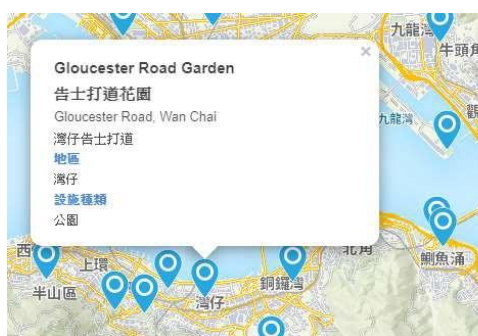 九龍灣
牛頭角
×
Gloucester Road Garden
告士打道花園
Gloucester Road, Wan Chai
灣仔告士打道
地區
灣仔
設施種類
公園
九龍灣
觀
西
上環
半山區
灣仔
銅鑼灣
北角
鰂魚涌